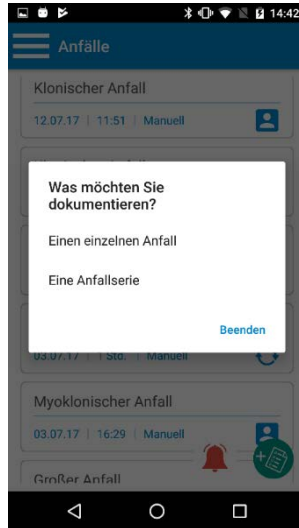 14:42
Anfälle
Klonischer Anfall
12.07.17 | 11:51 | Manuell
Was möchten Sie
dokumentieren?
Einen einzelnen Anfall
Eine Anfallserie
Beenden
03.07.17 | 1 Std. | Manuell
Myoklonischer Anfall
03.07.17 | 16:29 | Manuell
Großer Anfall